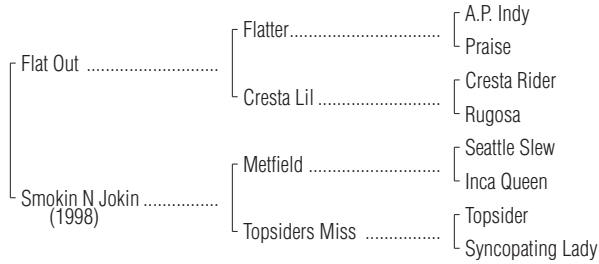 A.P. Indy
Flatter
Praise
Flat Out
Cresta Rider
Cresta Lil
Rugosa
Seattle Slew
Metfield
Inca Queen
Smokin N Jokin
(1998)
Topsider
Topsiders Miss
Syncopating Lady